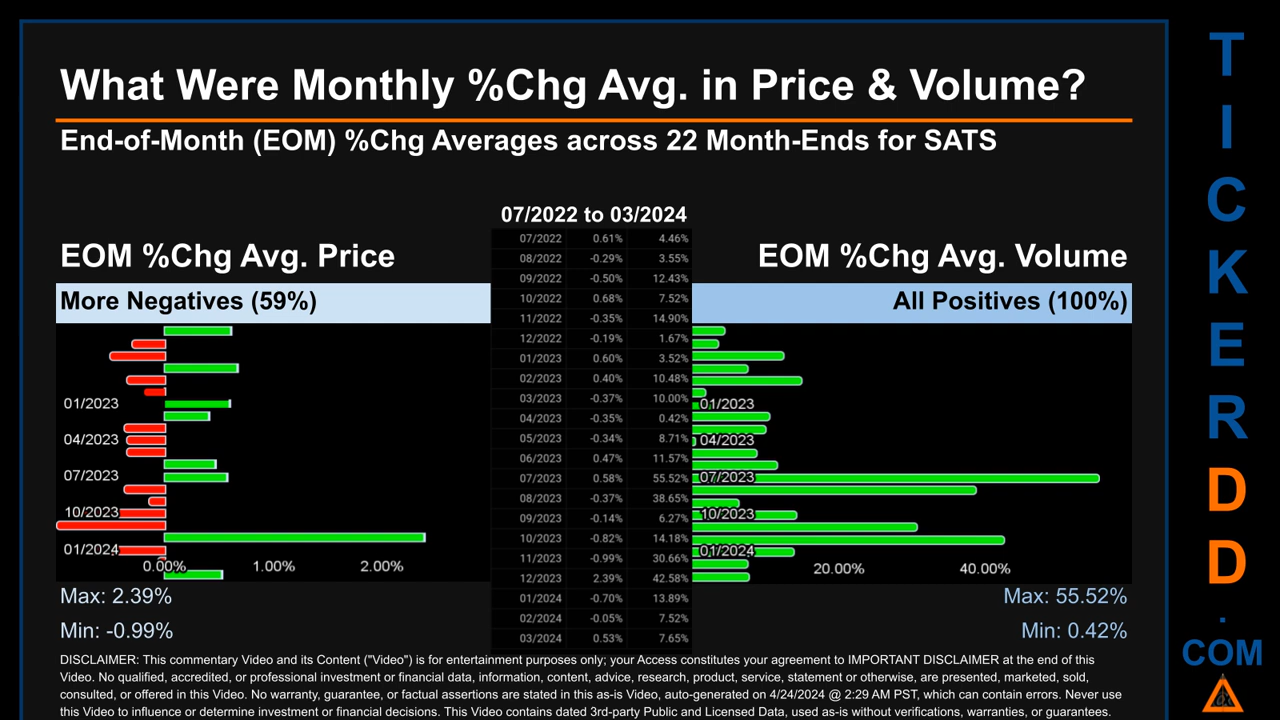 What Were Monthly %Chg Avg. in Price & Volume?
End-of-Month (EOM) %Chg Averages across 22 Month-Ends for SATS
07/2022 to 03/2024
EOM %Chg Avg. Price
EOM %Chg Avg. Volume
More Negatives (59%)
All Positives (100%)
07/2022 0.61% 4.46%
08/2022 -0.29% 3.55%
09/2022 -0.50% 12.43%
10/2022 0.68% 7.52%
11/2022 -0.35% 14.90%
12/2022 -0.19% 1.67%
01/2023 0.60% 3.52%
02/2023 0.40% 10.48%
03/2023 -0.37% 10.00%
04/2023 -0.35% 0.42%
05/2023 -0.34% 8.71%
06/2023 0.47% 11.57%
07/2023 0.58% 55.52%
08/2023 -0.37% 38.65%
09/2023 -0.14% 6.27%
10/2023 -0.82% 14.18%
11/2023 -0.99% 30.66%
12/2023 2.39% 42.58%
01/2024 -0.70% 13.89%
02/2024 -0.05% 7.52%
03/2024 0.53% 7.65%
01/2023
04/2023
07/2023
10/2023
01/2024
0.00% 1.00% 2.00%
01/2023
04/2023
07/2023
10/2023
01/2024
20.00% 40.00%
Max: 2.39%
Min: -0.99%
Max: 55.52%
Min: 0.42%
DISCLAIMER: This commentary Video and its Content ("Video") is for entertainment purposes only; your Access constitutes your agreement to IMPORTANT DISCLAIMER at the end of this
Video. No qualified, accredited, or professional investment or financial data, information, content, advice, research, product, service, statement or otherwise, are presented, marketed, sold,
consulted, or offered in this Video. No warranty, guarantee, or factual assertions are stated in this as-is Video, auto-generated on 4/24/2024 @ 2:29 AM PST, which can contain errors. Never use
this Video to influence or determine investment or financial decisions. This Video contains dated 3rd-party Public and Licensed Data, used as-is without verifications, warranties, or guarantees.
T
I
C
K
E
R
D
D
.
COM